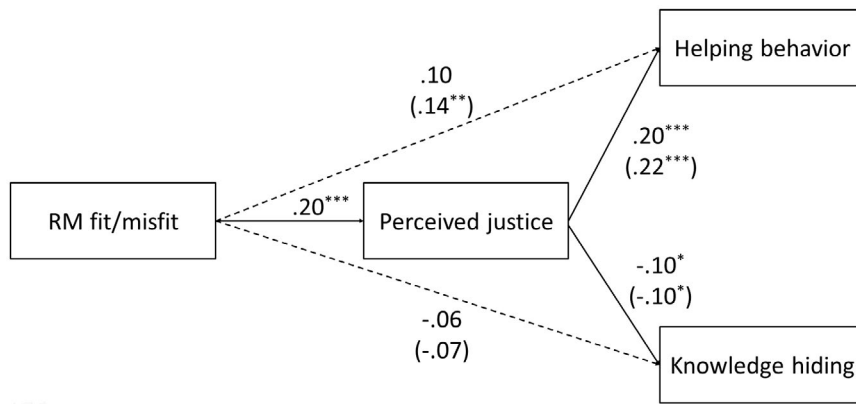 Helping behavior
.10
(.14**)
.20***
(.22***)
RM fit/misfit
.20***
Perceived justice
-.10*
(-.10*)
-.06
(-.07)
Knowledge hiding